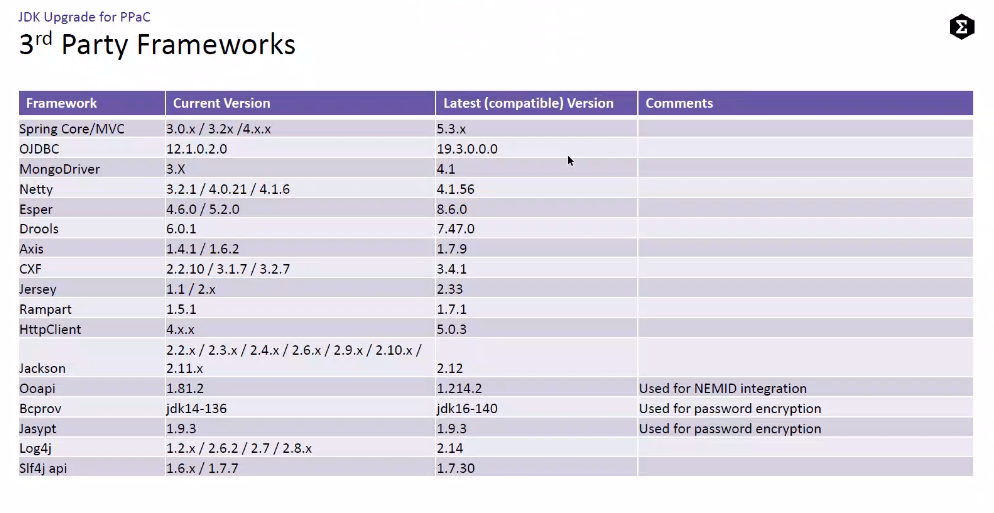 JDK Upgrade for PPaC
3rd Party Frameworks
Framework Current Version Latest (compatible) Version Comments
Spring Core/MVC 3.0.x / 3.2x /4.x.x 5.3.x
OJDBC 12.1.0.2.0 19.3.0.0.0
MongoDriver 3.X 4.1
Netty 3.2.1 / 4.0.21 / 4.1.6 4.1.56
Esper 4.6.0 / 5.2.0 8.6.0
Drools 6.0.1 7.47.0
Axis 1.4.1 / 1.6.2 1.7.9
CXF 2.2.10 / 3.1.7 / 3.2.7 3.4.1
Jersey 1.1 / 2.x 2.33
Rampart 1.5.1 1.7.1
HttpClient 4.x.x 5.0.3
2.2.x / 2.3.x / 2.4.x / 2.6.x / 2.9.x / 2.10.x /
Jackson 2.11.x 2.12
Ooapi 1.81.2 1.214.2 Used for NEMID integration
Bcprov jdk14-136 jdk16-140 Used for password encryption
Jasypt 1.9.3 1.9.3 Used for password encryption
Log4j 1.2.x / 2.6.2 / 2.7 / 2.8.x 2.14
Slf4j api 1.6.x / 1.7.7 1.7.30